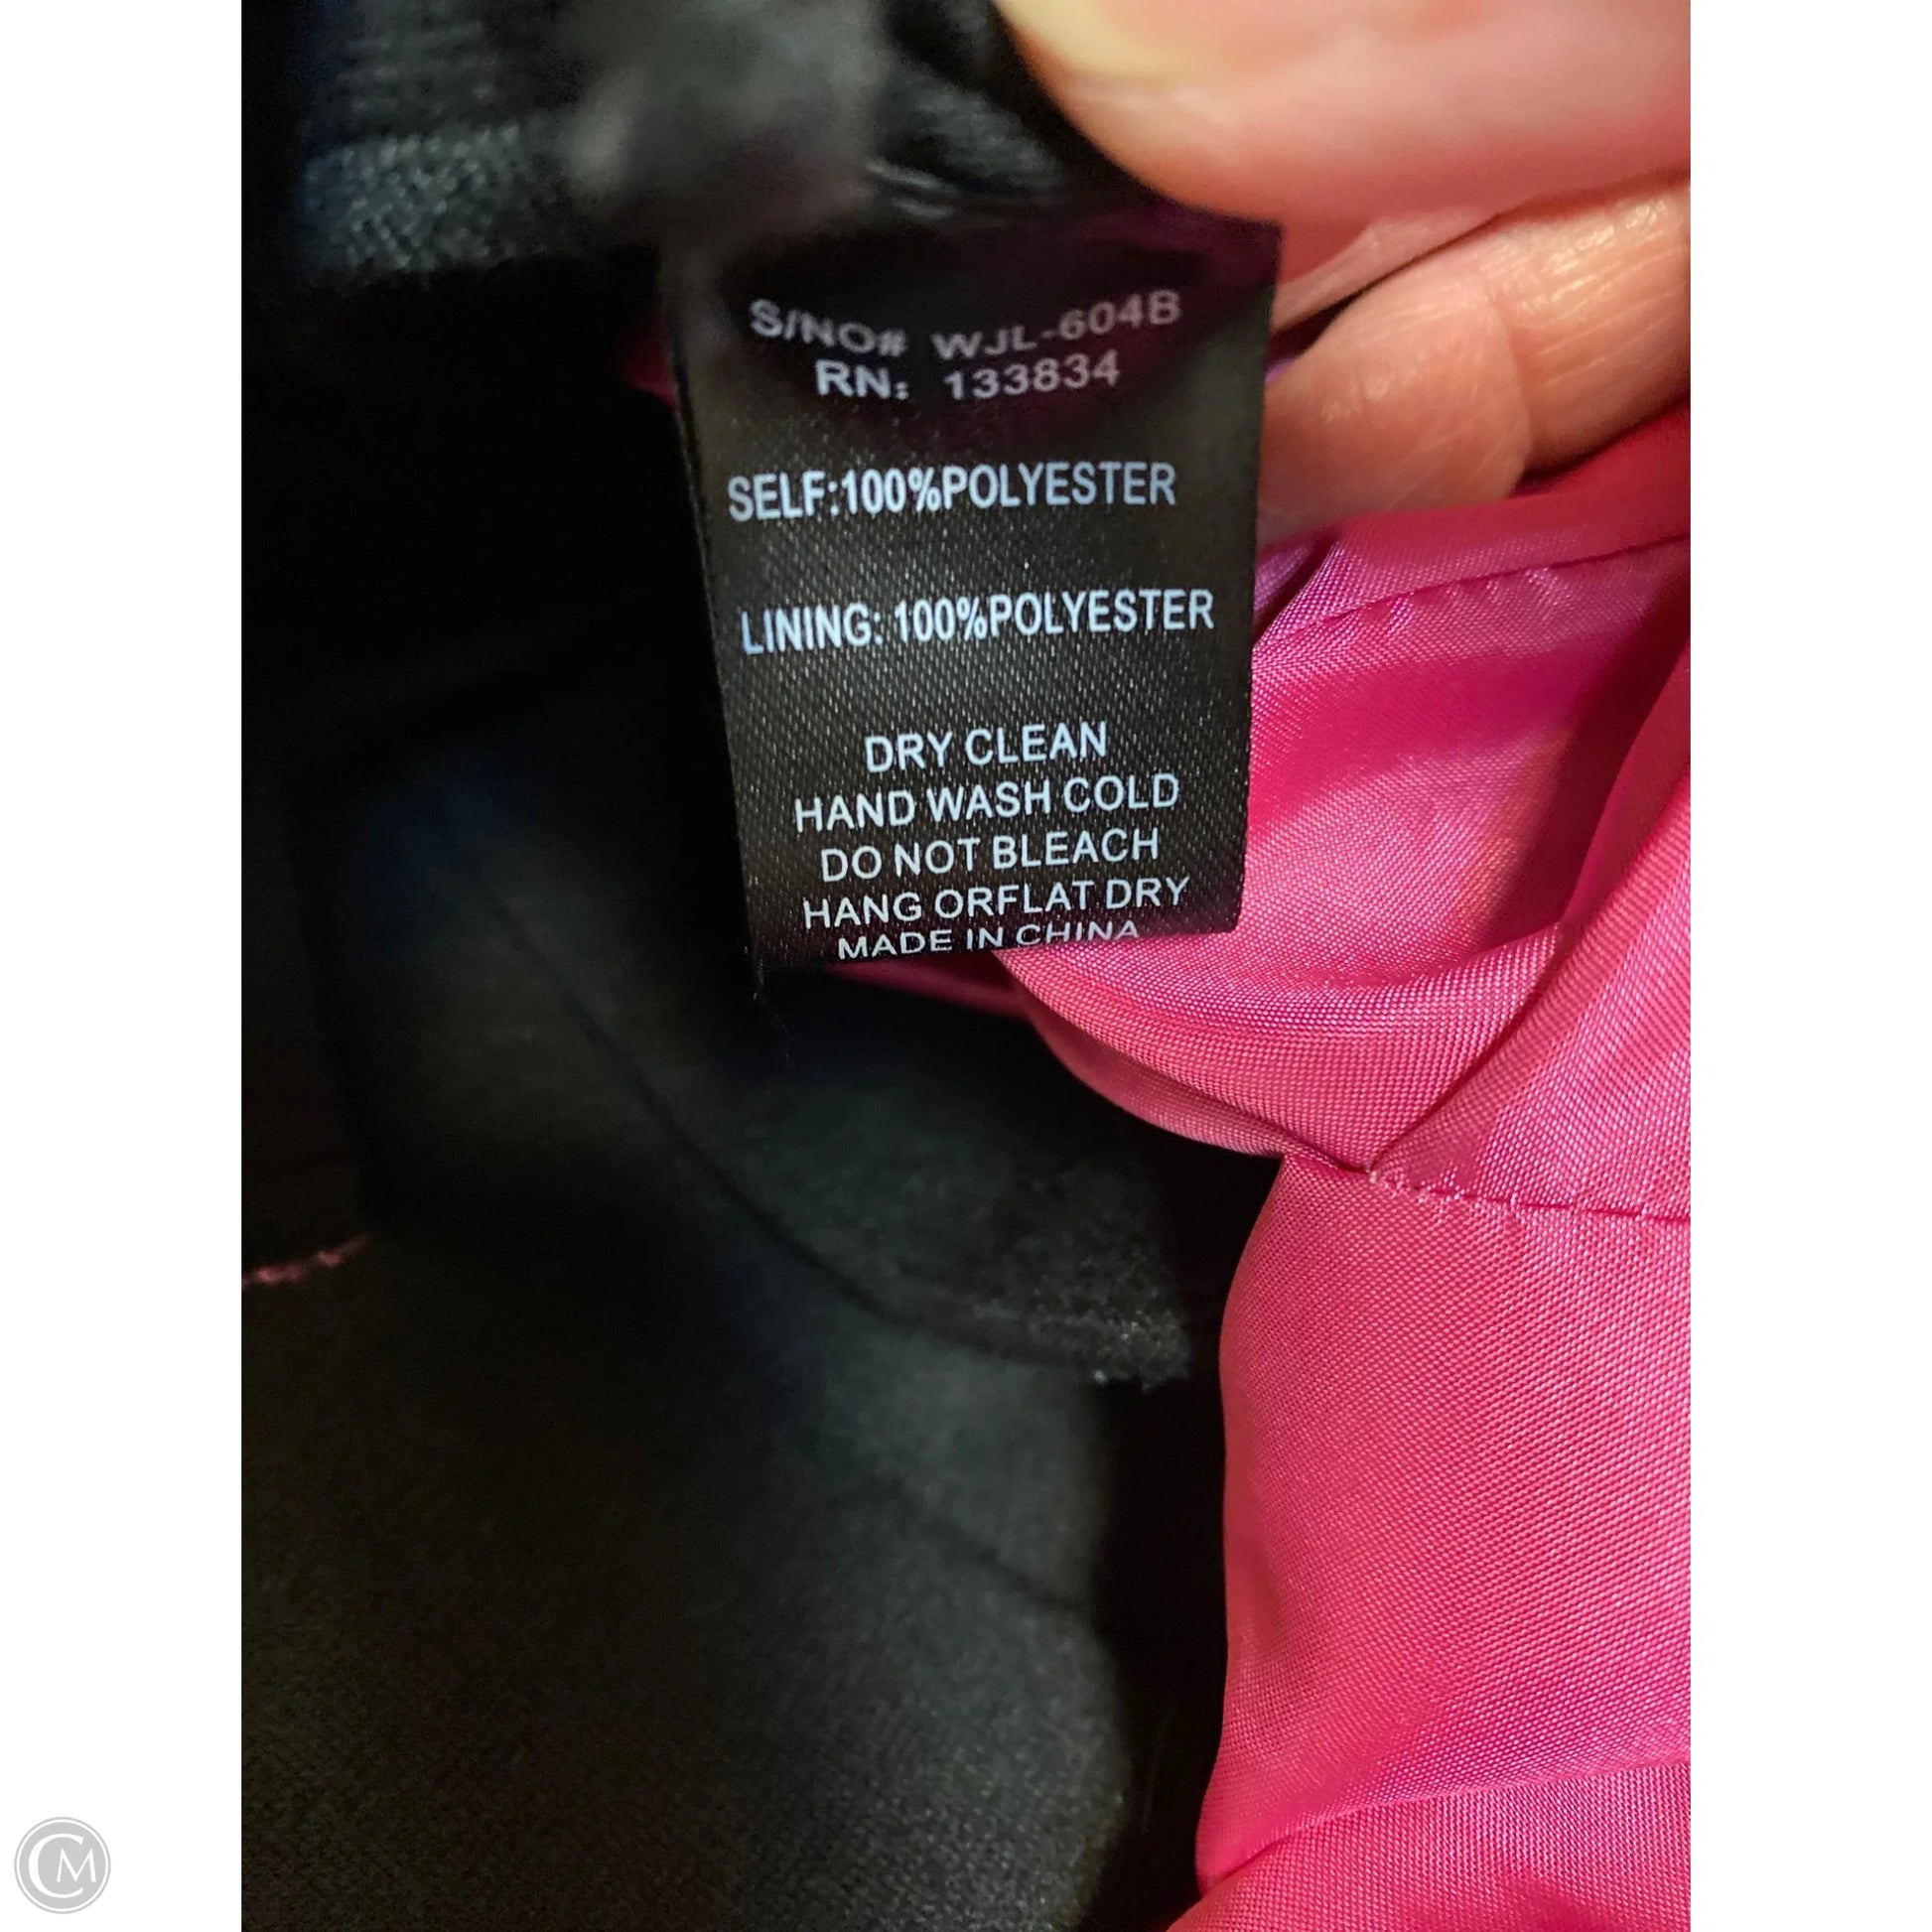 S/NO# WJL-604B
RN: 133834
SELF:100%POLYESTER
LINING: 100%POLYESTER
DRY CLEAN
HAND WASH COLD
DO NOT BLEACH
HANG ORFLAT DRY
MADE IN CHINA
CM